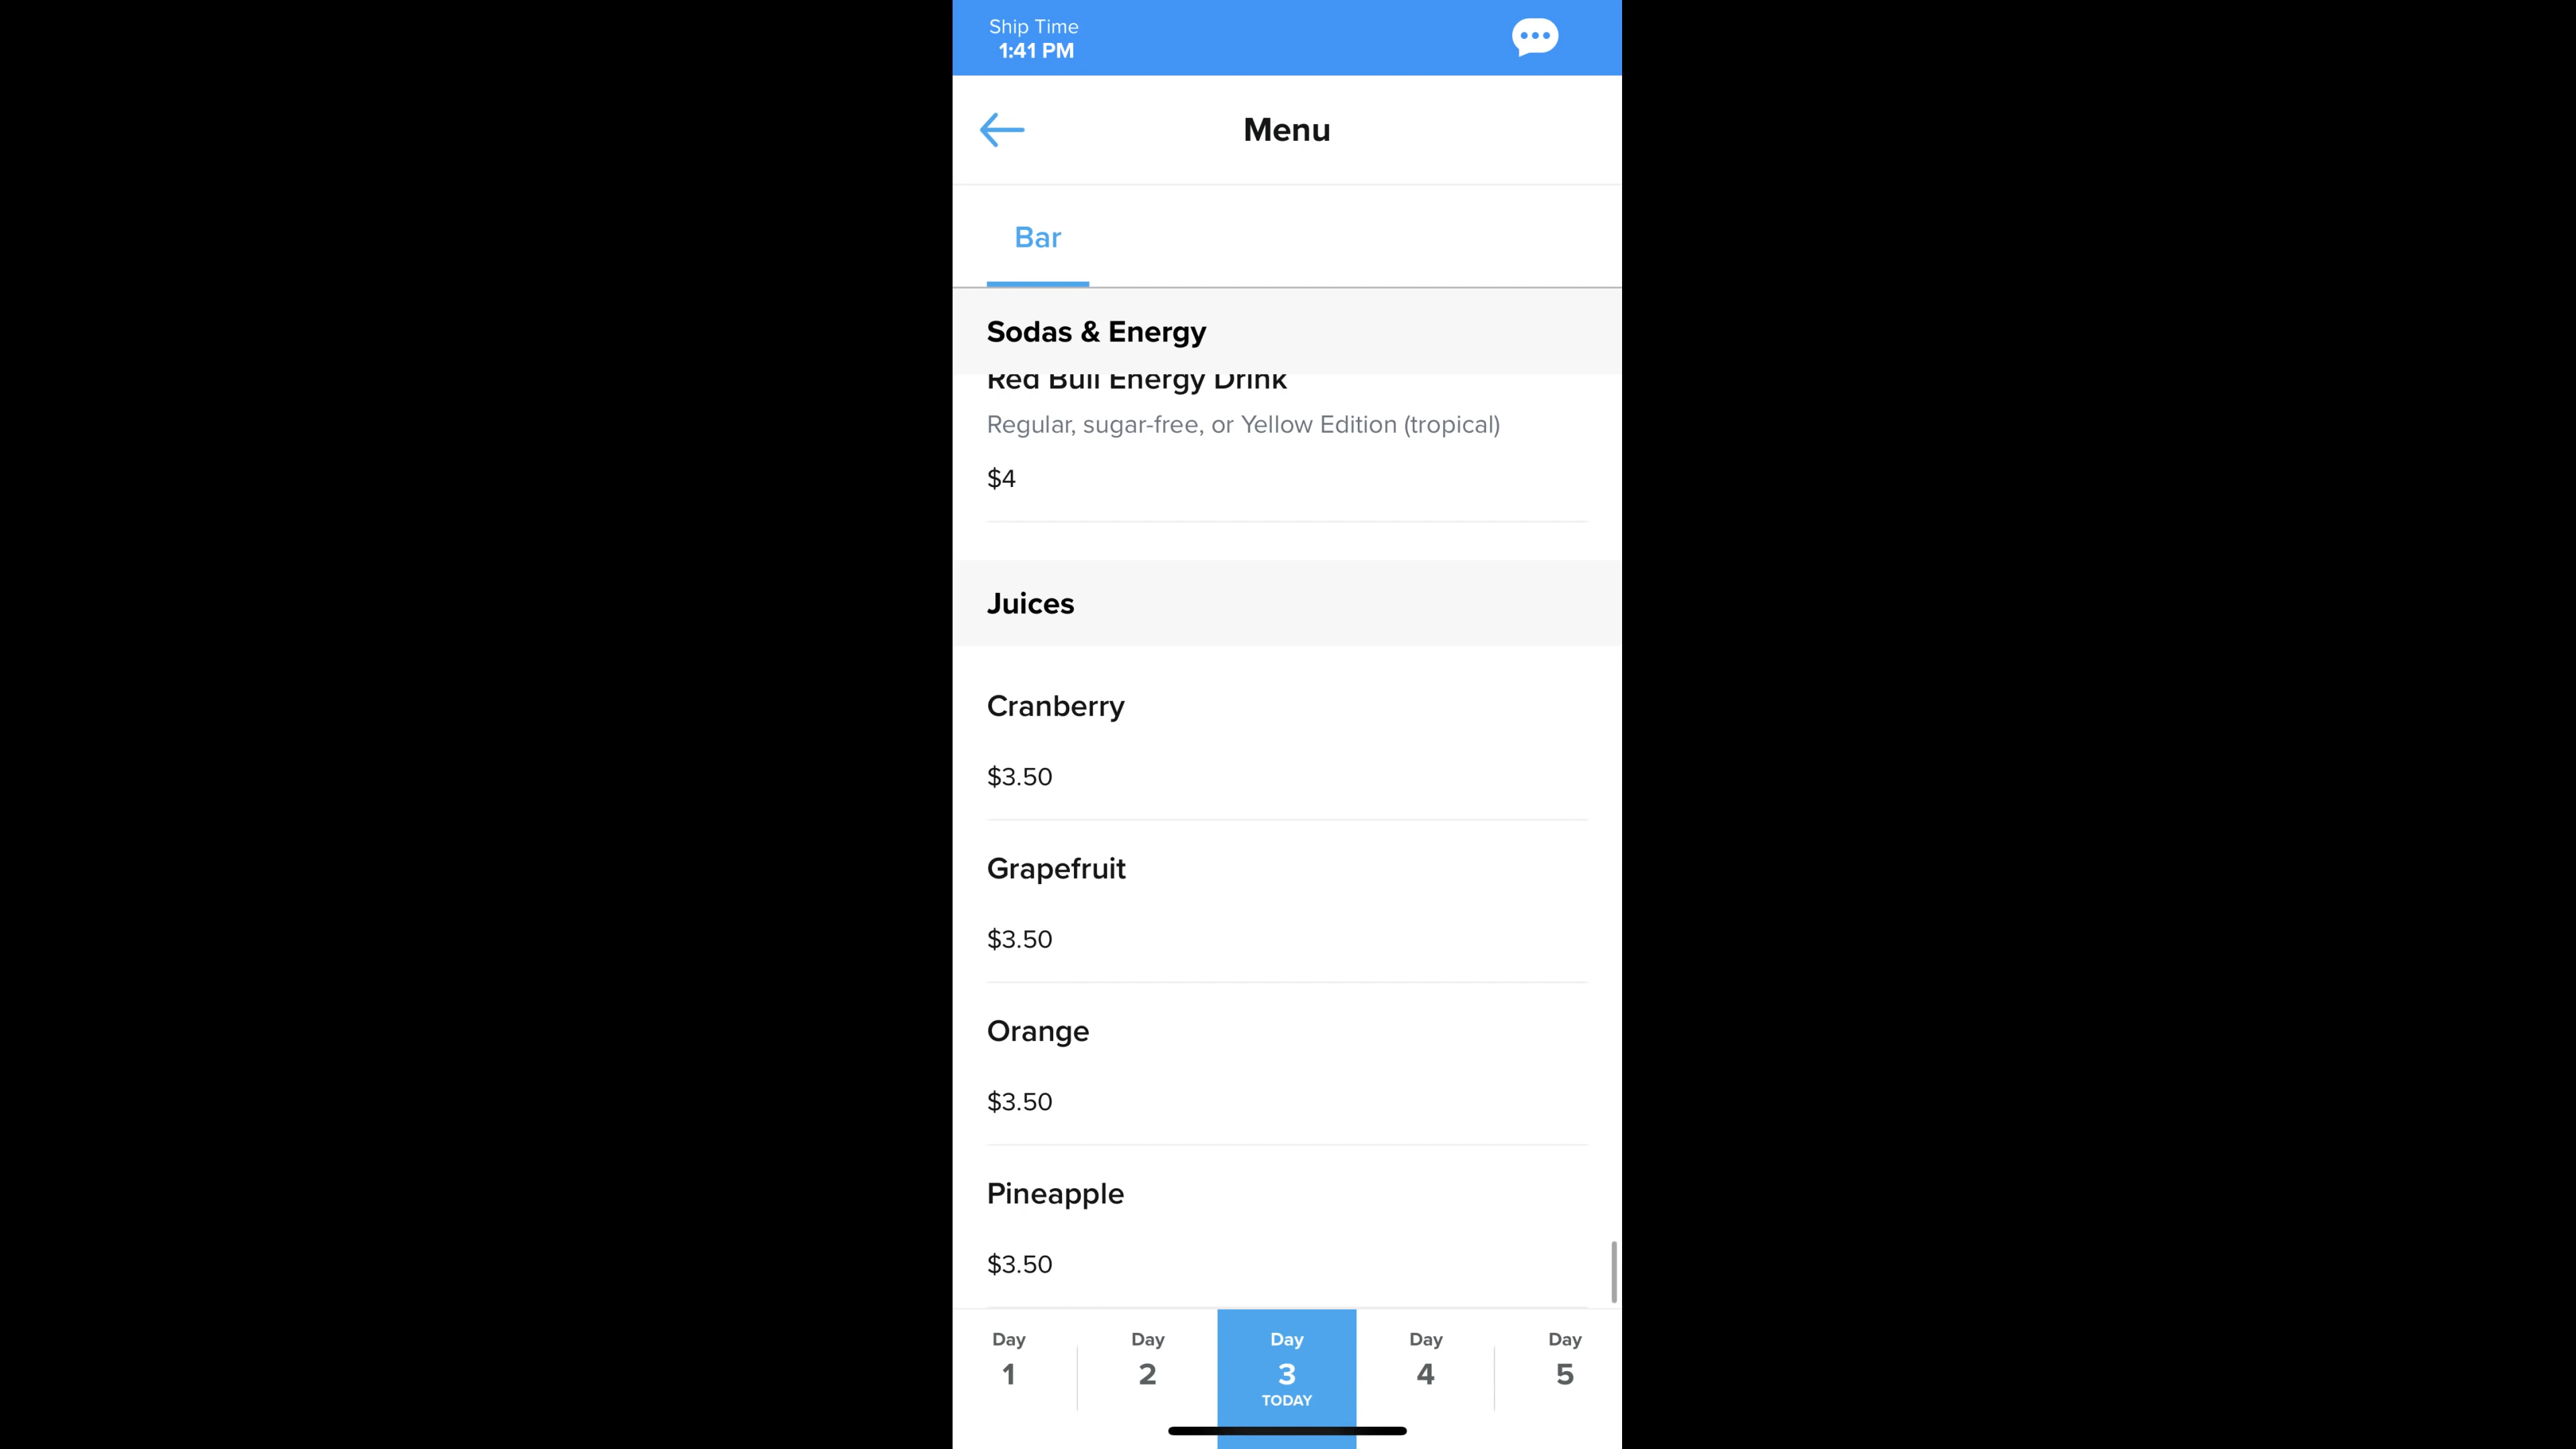 Ship Time
1:41 PM
Menu
Bar
Sodas & Energy
Red Bull Energy Drink
Regular, sugar-free, or Yellow Edition (tropical)
$4
Juices
Cranberry
$3.50
Grapefruit
$3.50
Orange
$3.50
Pineapple
$3.50
Day Day Day Day Day
1 2 3 4 5
TODAY